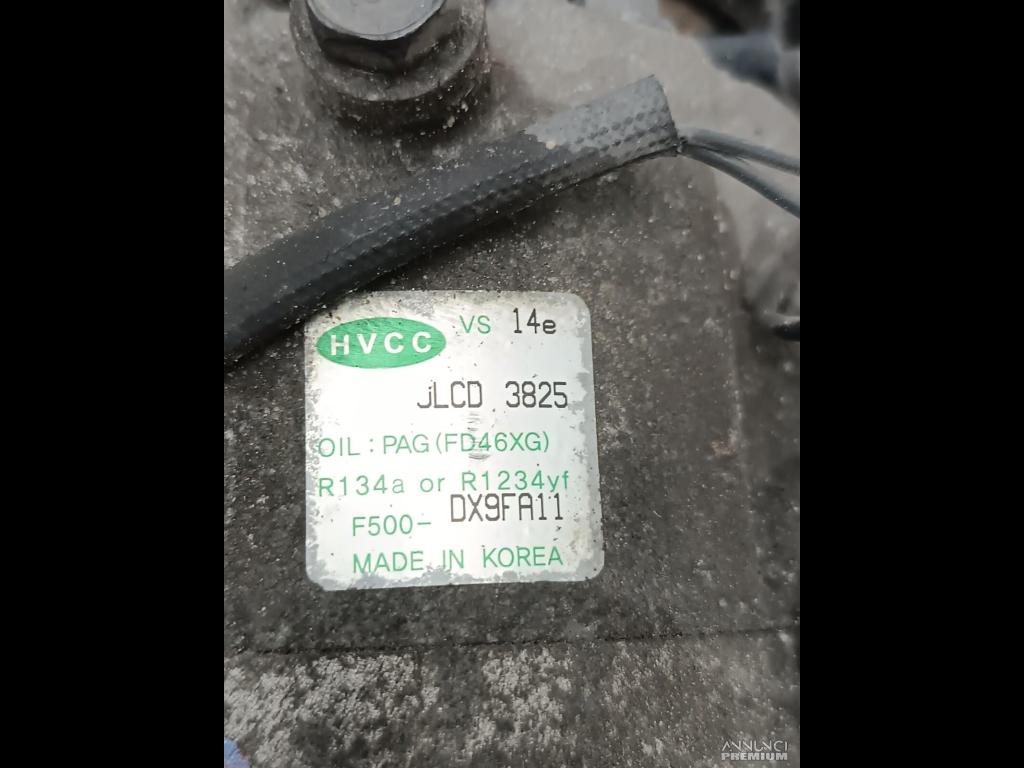 HVCC VS 14e
JLCD 3825
OIL : PAG (FD46XG)
R134a or R1234yf
F500- DX9FA11
MADE IN KOREA
ANNUNCI
PREMIUM